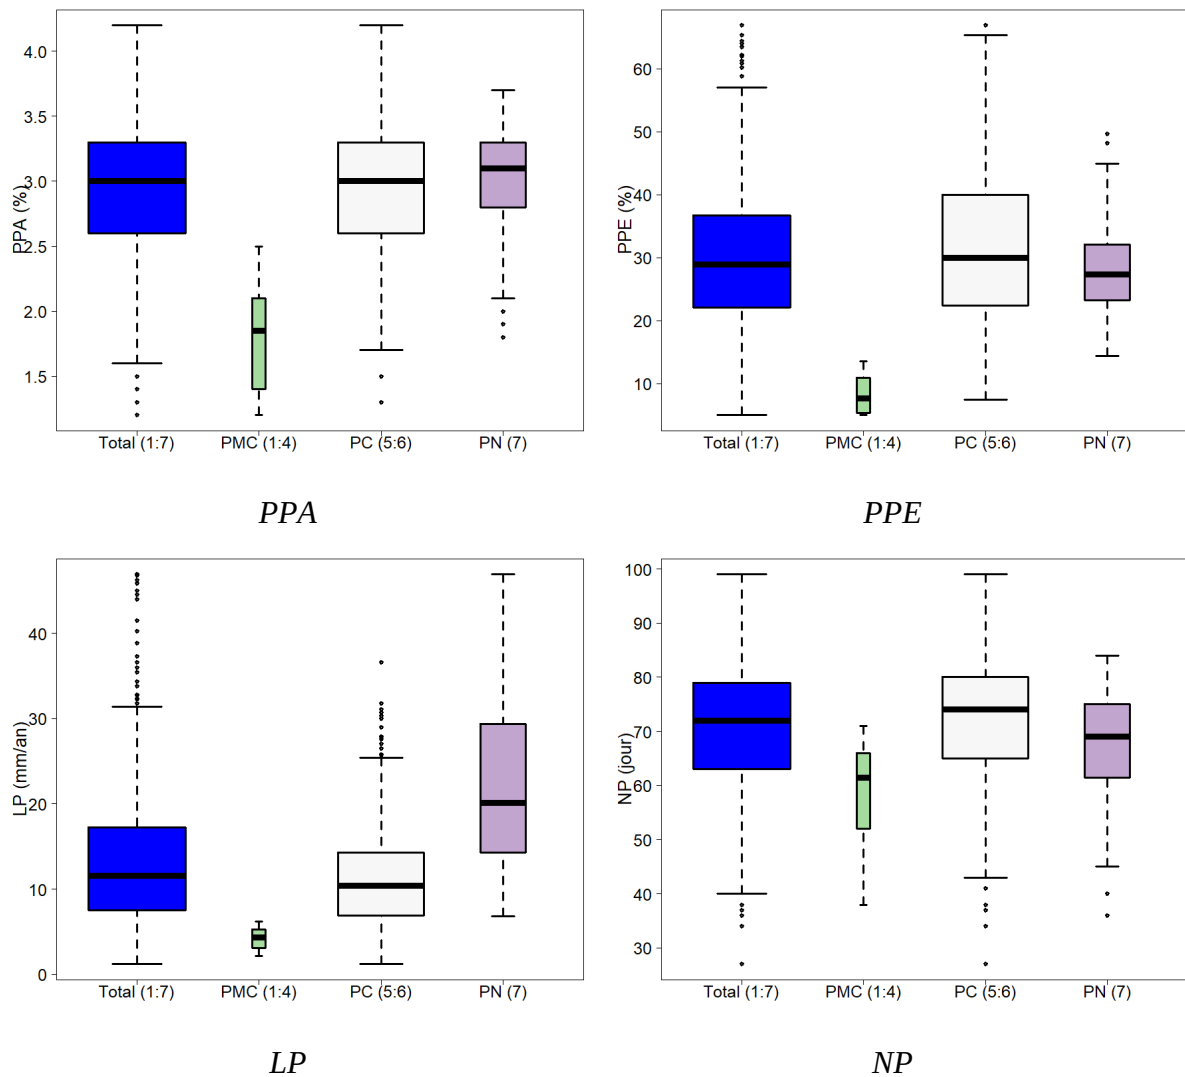 PPA (%)
4.0
3.5
3.0
2.5
2.0
1.5
Total (1:7) PMC (1:4) PC (5:6) PN (7)
PPA
PPE (%)
60
50
40
30
20
10
Total (1:7) PMC (1:4) PC (5:6) PN (7)
PPE
LP (mm/an)
40
30
20
10
0
Total (1:7) PMC (1:4) PC (5:6) PN (7)
LP
NP (jour)
100
90
80
70
60
50
40
30
Total (1:7) PMC (1:4) PC (5:6) PN (7)
NP